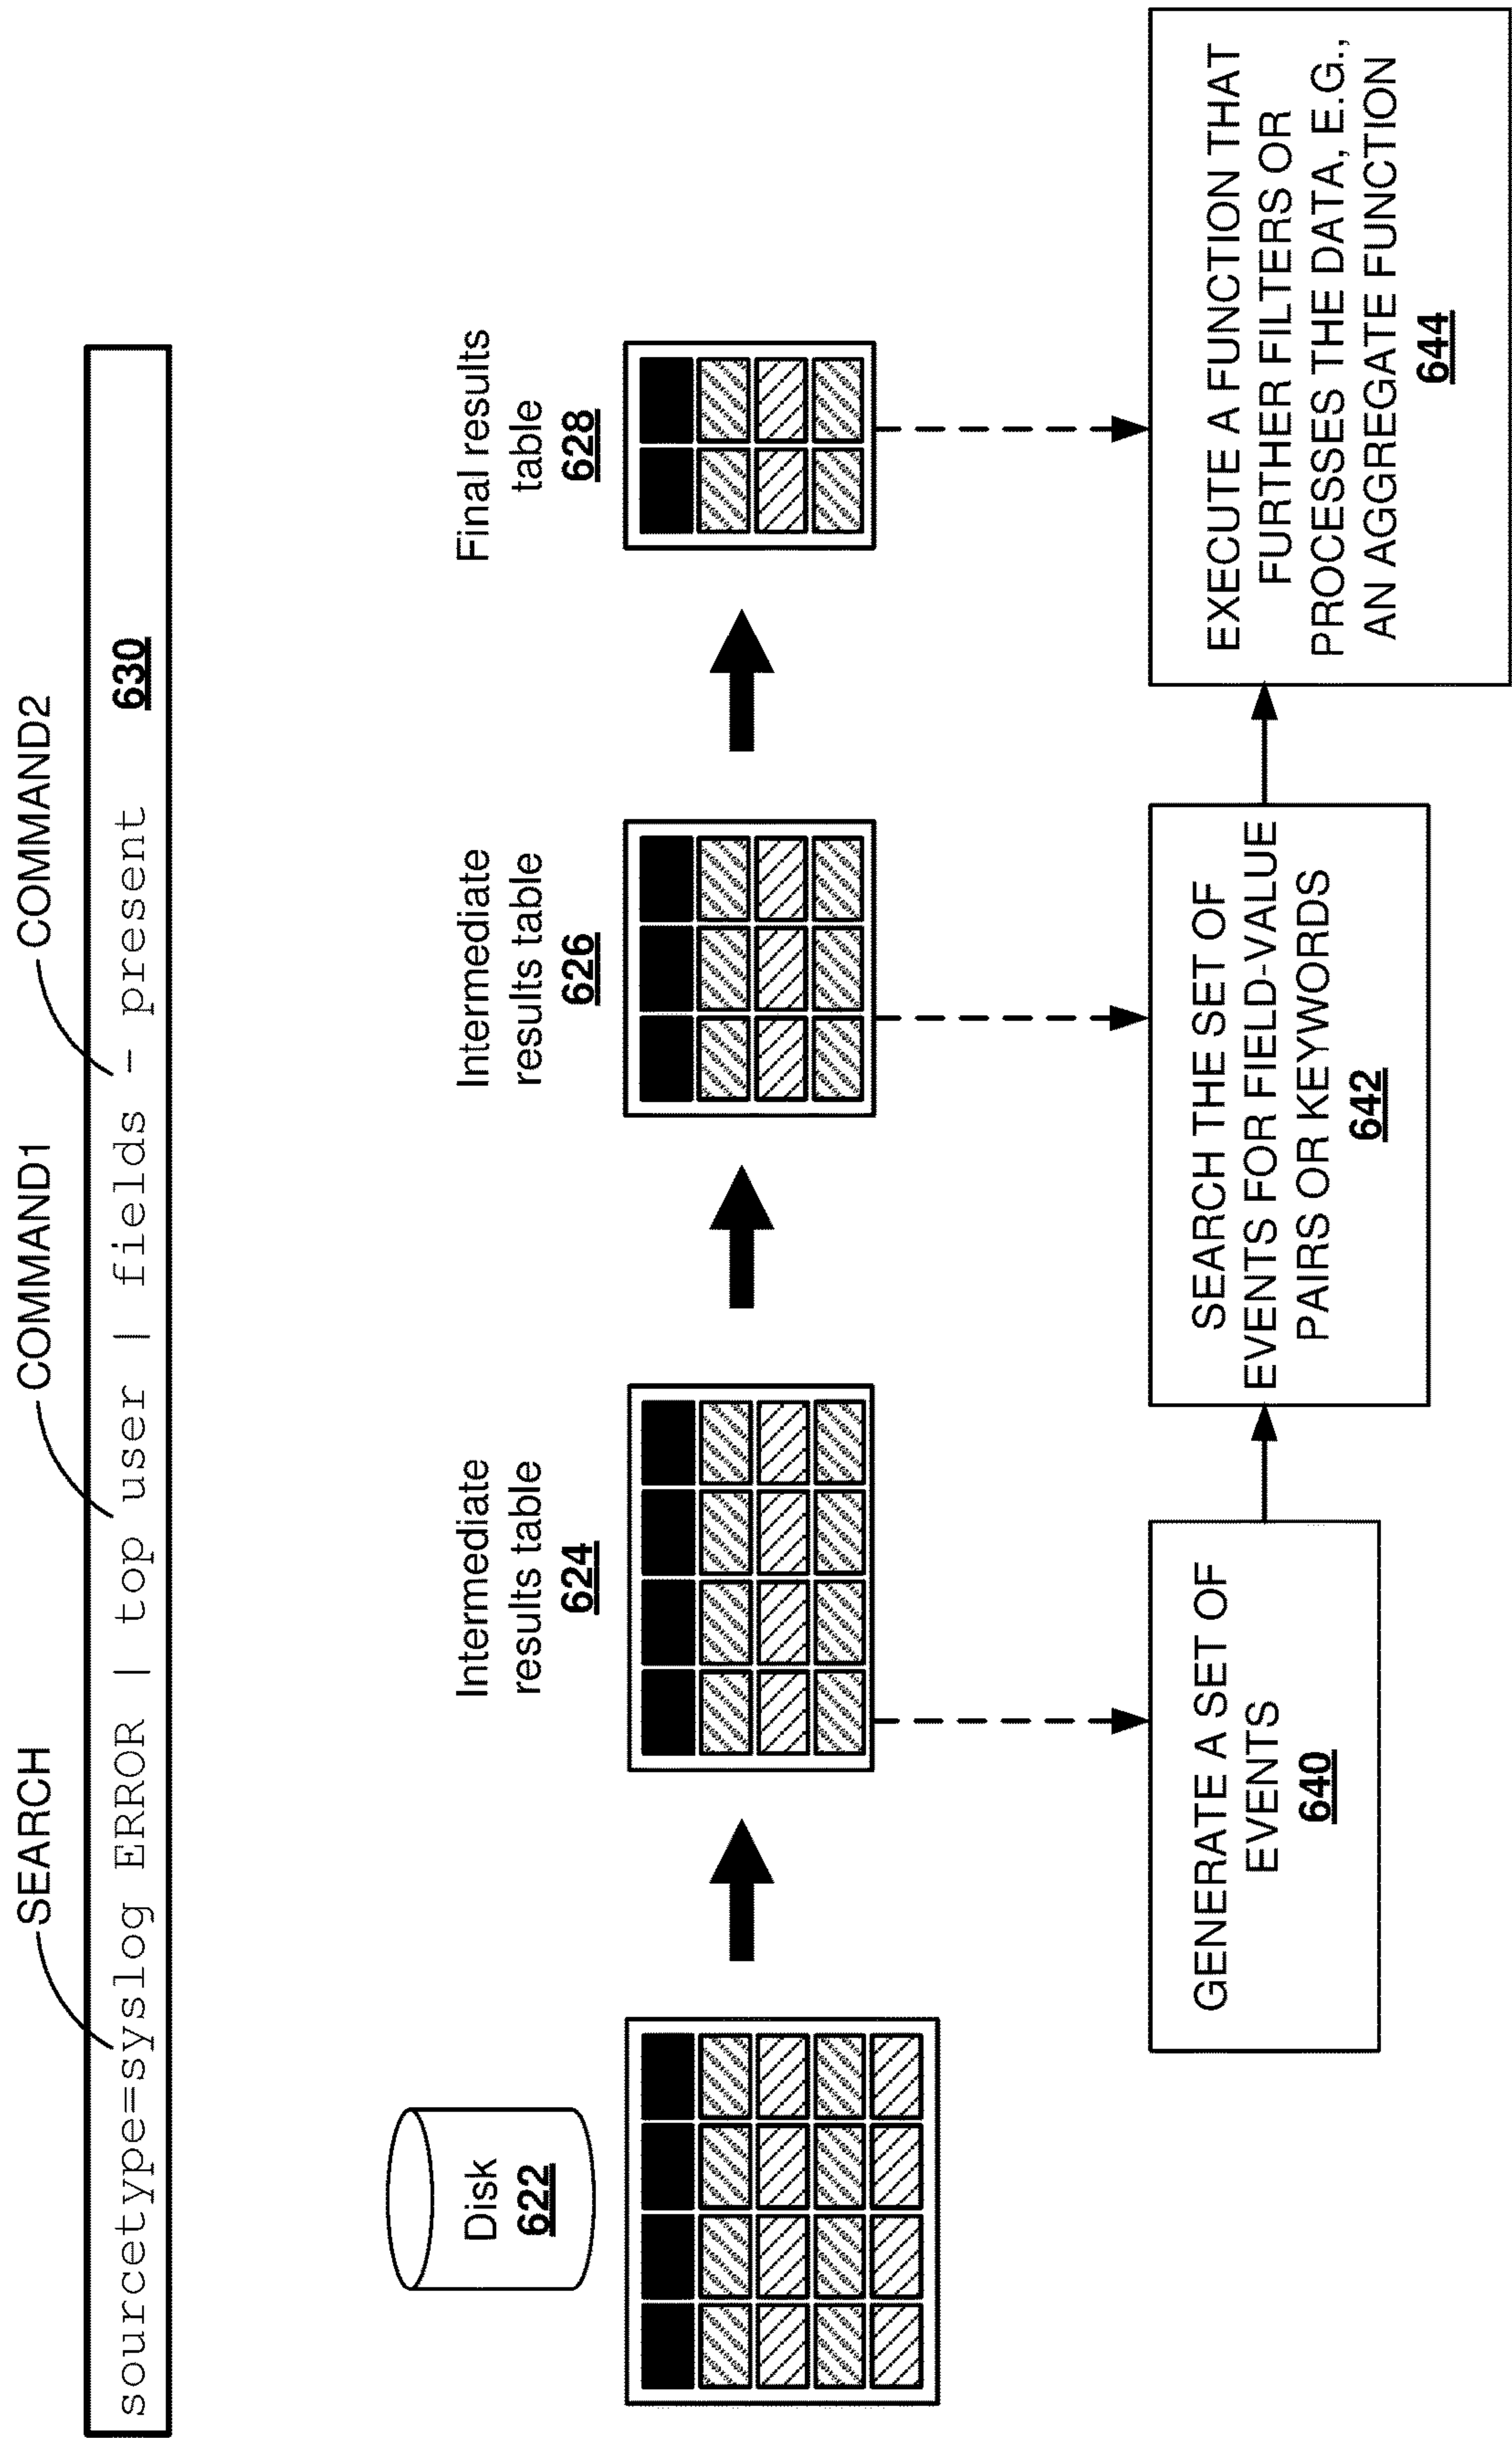 SEARCH
COMMAND1
COMMAND2
sourcetype=syslog ERROR | top user | fields – present 630
Disk
622
Intermediate
results table
624
Intermediate
results table
626
Final results
table
628
GENERATE A SET OF
EVENTS
640
SEARCH THE SET OF
EVENTS FOR FIELD-VALUE
PAIRS OR KEYWORDS
642
EXECUTE A FUNCTION THAT
FURTHER FILTERS OR
PROCESSES THE DATA, E.G.,
AN AGGREGATE FUNCTION
644